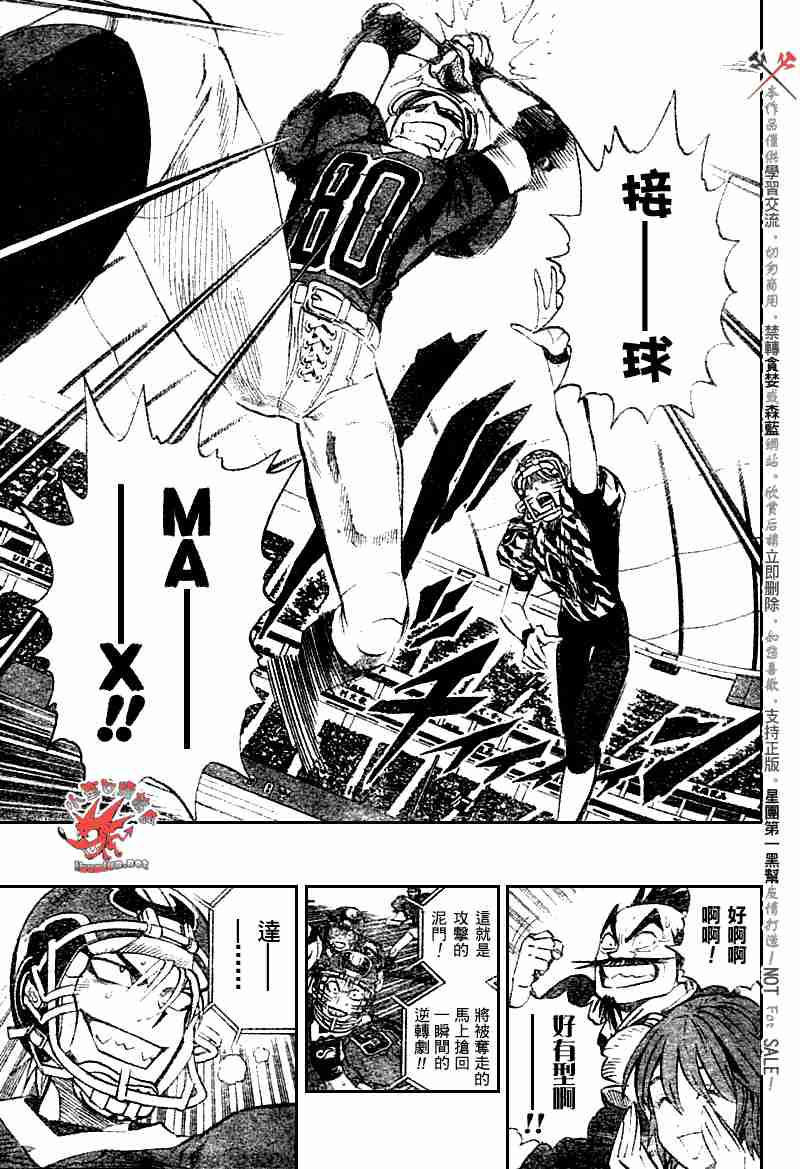 接——球
MA——
——X!!
80
好啊啊
啊啊!
——好有型啊
這就是
攻擊的
泥門!
將被奪走的
馬上搶回
一瞬間的
逆轉劇!!
達——……
本作品僅供學習交流。切勿商用。禁轉貪婪或森藍網站。欣賞后請立即刪除。如您喜歡。支持正版。星團第一黑幫友情打造!NOT For SALE!